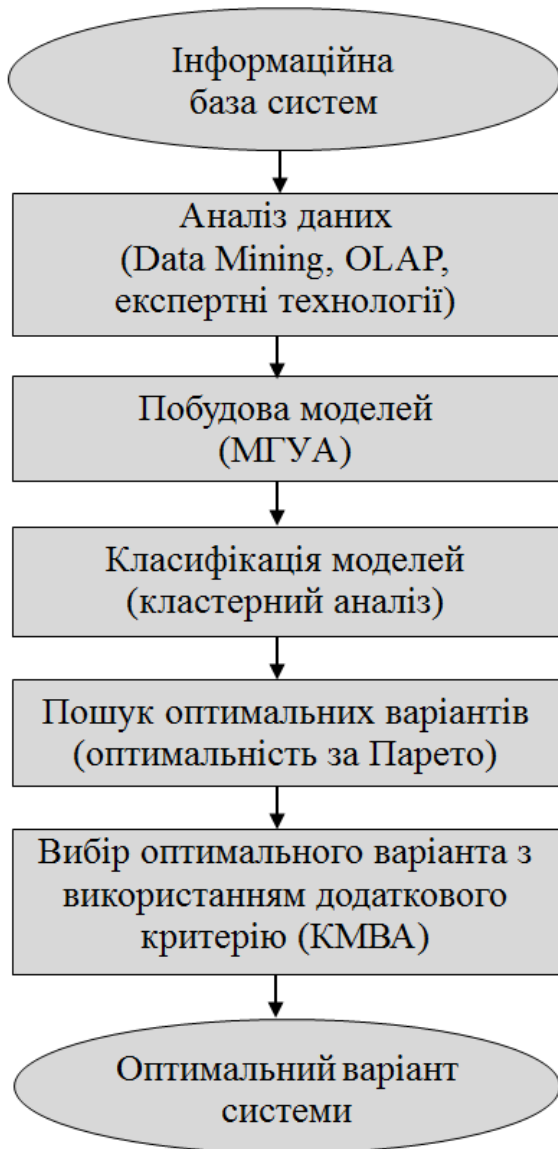 Інформаційна
база систем
Аналіз даних
(Data Mining, OLAP,
експертні технології)
Побудова моделей
(МГУА)
Класифікація моделей
(кластерний аналіз)
Пошук оптимальних варіантів
(оптимальність за Парето)
Вибір оптимального варіанта з
використанням додаткового
критерію (КМВА)
Оптимальний варіант
системи